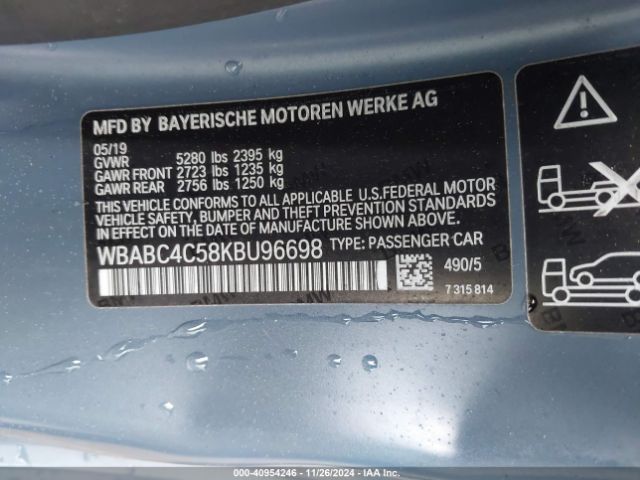 MFD BY BAYERISCHE MOTOREN WERKE AG
05/19
GVWR 5280 lbs 2395 kg
GAWR FRONT 2723 lbs 1235 kg
GAWR REAR 2756 lbs 1250 kg
THIS VEHICLE CONFORMS TO ALL APPLICABLE U.S.FEDERAL MOTOR
VEHICLE SAFETY, BUMPER, AND THEFT PREVENTION STANDARDS
IN EFFECT ON THE DATE OF MANUFACTURE SHOWN ABOVE.
WBABC4C58KBU96698 TYPE: PASSENGER CAR
490/5
7 315 814
000-40954246 - 11/26/2024 - IAA Inc.